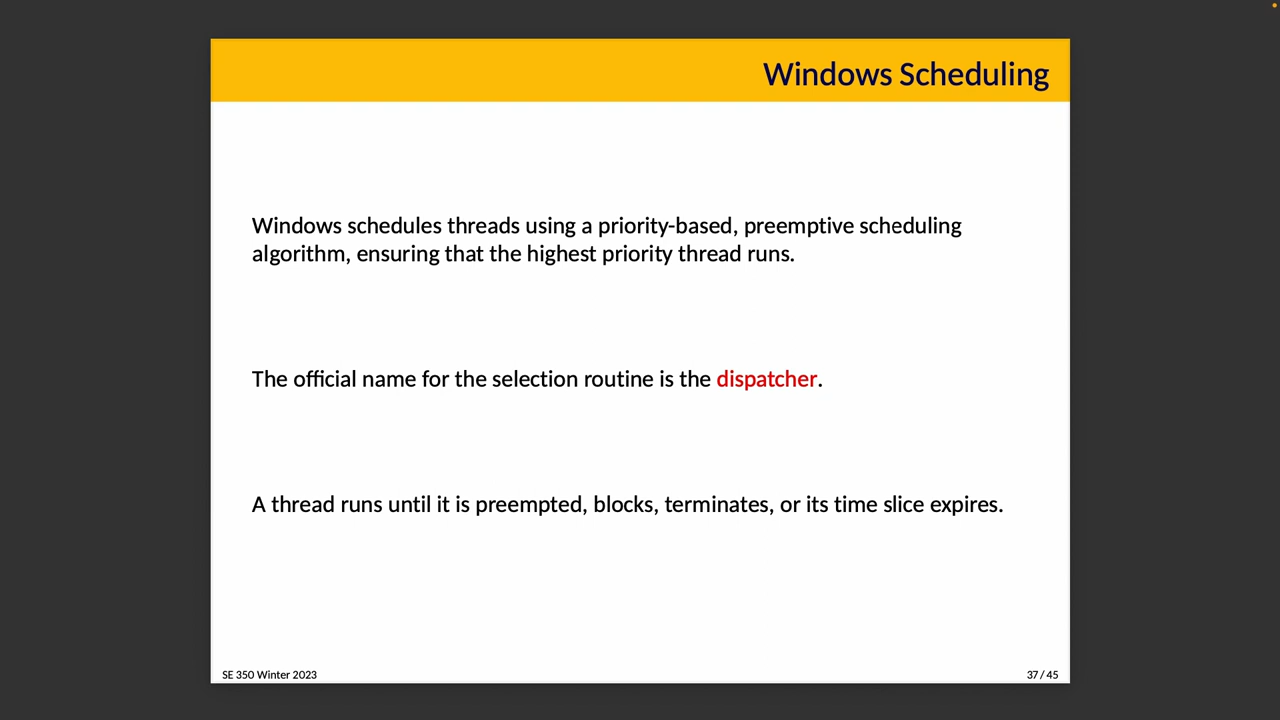 Windows Scheduling
Windows schedules threads using a priority-based, preemptive scheduling
algorithm, ensuring that the highest priority thread runs.
The official name for the selection routine is the dispatcher.
A thread runs until it is preempted, blocks, terminates, or its time slice expires.
SE 350 Winter 2023
37 / 45